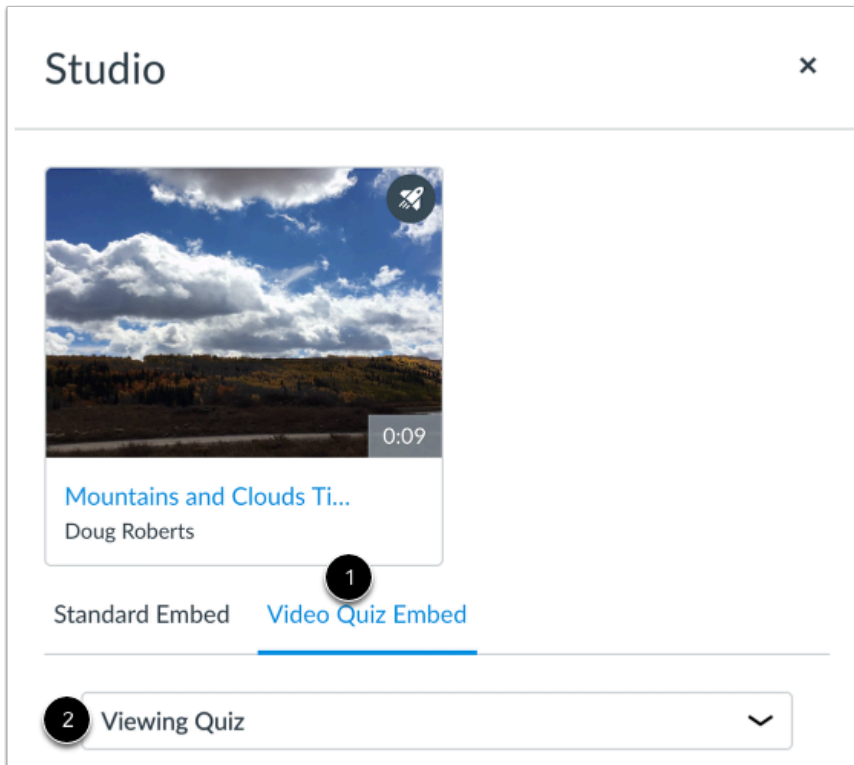 Studio
0:09
Mountains and Clouds Ti...
Doug Roberts
1
Standard Embed Video Quiz Embed
2 Viewing Quiz